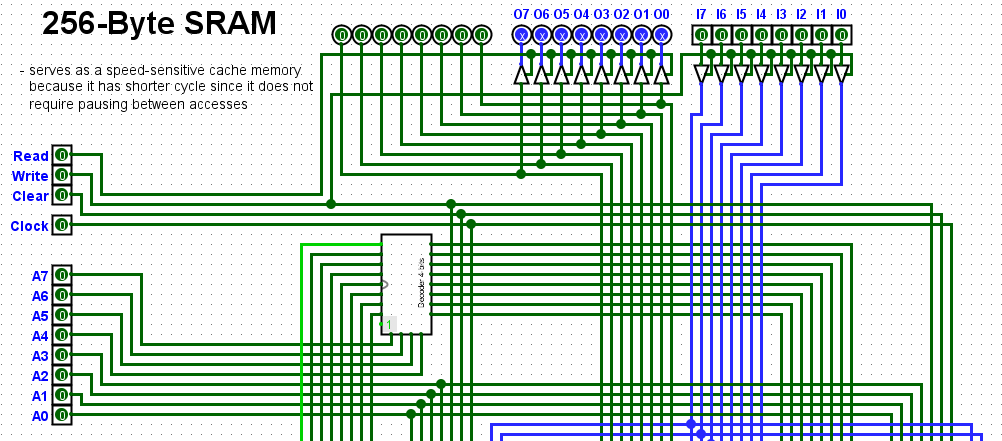 256-Byte SRAM
- serves as a speed-sensitive cache memory
because it has shorter cycle since it does not
require pausing between accesses
O7 O6 O5 O4 O3 O2 O1 O0
I7 I6 I5 I4 I3 I2 I1 I0
0 0 0 0 0 0 0 0
x x x x x x x x
0 0 0 0 0 0 0 0
Read 0
Write 0
Clear 0
Clock 0
A7 0
A6 0
A5 0
A4 0
A3 0
A2 0
A1 0
A0 0
Decoder 4-bits
1